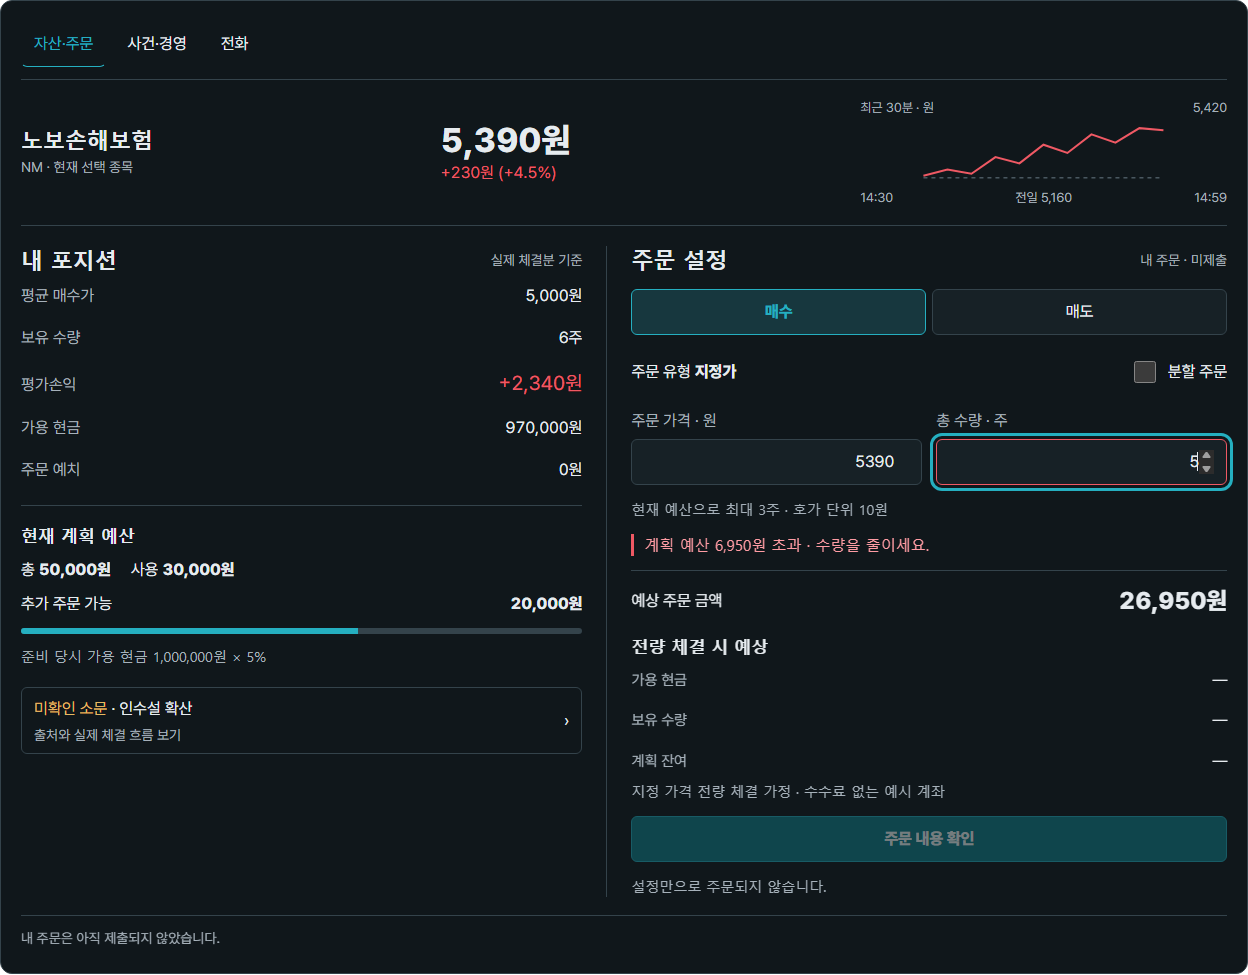 자산·주문 사건·경영 전화
노보손해보험
NM · 현재 선택 종목
5,390원
+230원 (+4.5%)
최근 30분 · 원 5,420
14:30 전일 5,160 14:59
내 포지션 실제 체결분 기준
평균 매수가 5,000원
보유 수량 6주
평가손익 +2,340원
가용 현금 970,000원
주문 예치 0원
현재 계획 예산
총 50,000원 사용 30,000원
추가 주문 가능 20,000원
준비 당시 가용 현금 1,000,000원 × 5%
미확인 소문 · 인수설 확산
출처와 실제 체결 흐름 보기
›
주문 설정 내 주문 · 미제출
매수 매도
주문 유형 지정가 분할 주문
주문 가격 · 원 총 수량 · 주
5390 5
현재 예산으로 최대 3주 · 호가 단위 10원
계획 예산 6,950원 초과 · 수량을 줄이세요.
예상 주문 금액 26,950원
전량 체결 시 예상
가용 현금 —
보유 수량 —
계획 잔여 —
지정 가격 전량 체결 가정 · 수수료 없는 예시 계좌
주문 내용 확인
설정만으로 주문되지 않습니다.
내 주문은 아직 제출되지 않았습니다.